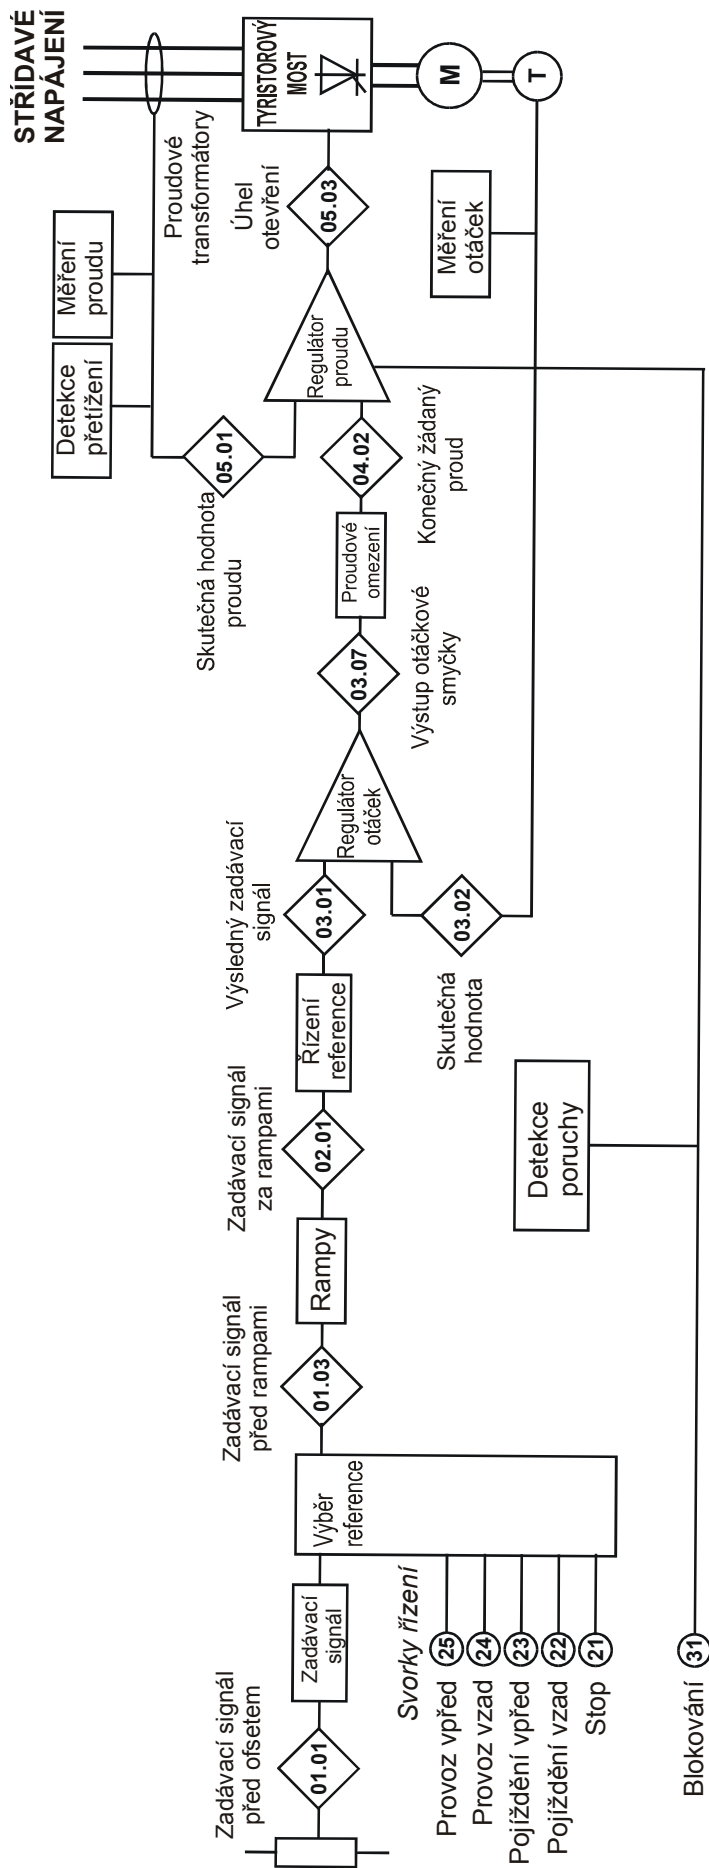 STŘÍDAVÉ
NAPÁJENÍ
TYRISTOROVÝ
MOST
M
T
Proudové
transformátory
Úhel
otevření
05.03
Měření
proudu
Měření
otáček
Detekce
přetížení
Regulátor
proudu
05.01
Skutečná hodnota
proudu
04.02
Konečný žádaný
proud
Proudové
omezení
03.07
Výstup otáčkové
smyčky
Regulátor
otáček
Výsledný zadávací
signál
03.01
03.02
Skutečná
hodnota
Řízení
reference
Zadávací signál
za rampami
02.01
Detekce
poruchy
Rampy
Zadávací signál
před rampami
01.03
Výběr
reference
Zadávací
signál
Zadávací signál
před ofsetem
01.01
Svorky řízení
Provoz vpřed 25
Provoz vzad 24
Pojíždění vpřed 23
Pojíždění vzad 22
Stop 21
Blokování 31